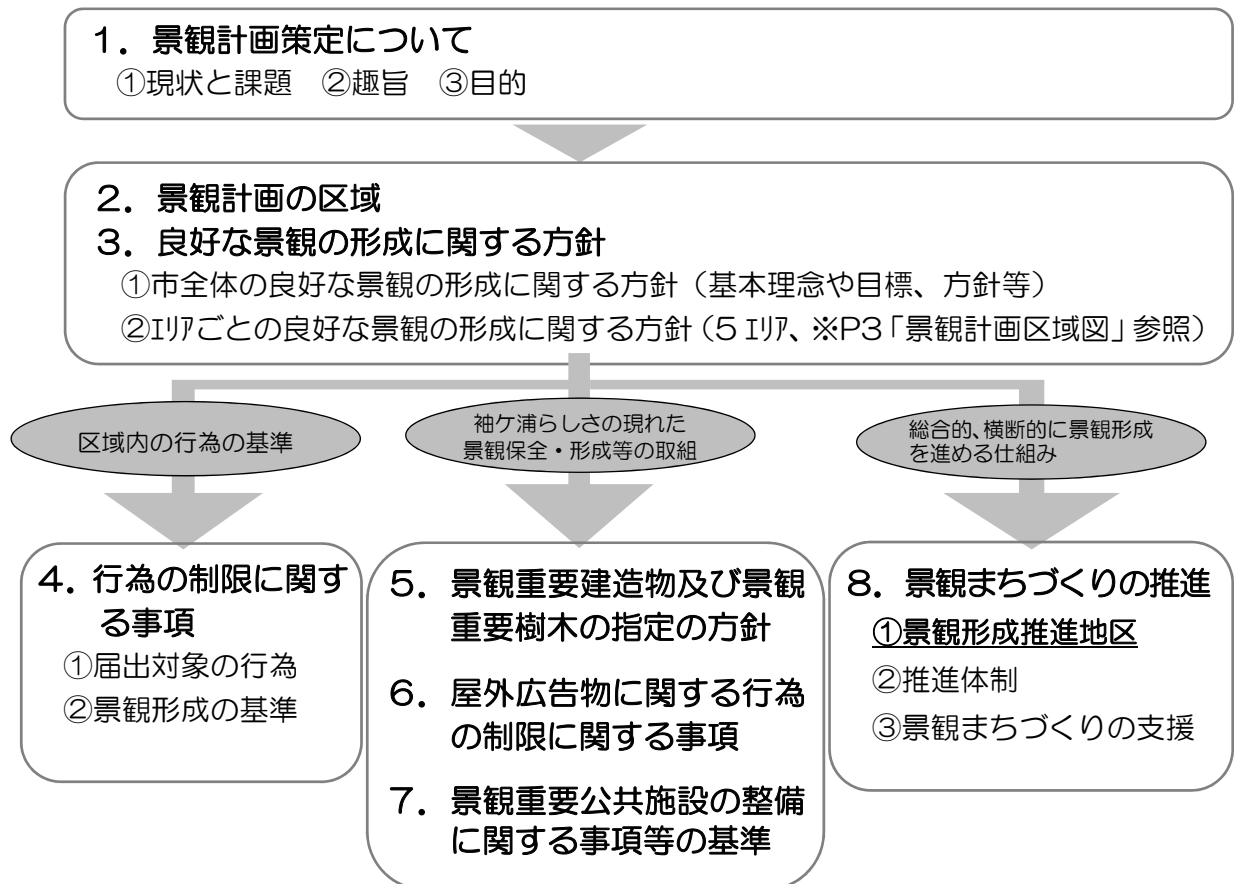 １．景観計画策定について
①現状と課題　②趣旨　③目的
２．景観計画の区域
３．良好な景観の形成に関する方針
①市全体の良好な景観の形成に関する方針（基本理念や目標、方針等）
②ｴﾘｱごとの良好な景観の形成に関する方針（５ｴﾘｱ、※P３「景観計画区域図」参照）
区域内の行為の基準
袖ケ浦らしさの現れた
景観保全・形成等の取組
総合的、横断的に景観形成
を進める仕組み
４．行為の制限に関す
る事項
①届出対象の行為
②景観形成の基準
５．景観重要建造物及び景観
重要樹木の指定の方針
６．屋外広告物に関する行為
の制限に関する事項
７．景観重要公共施設の整備
に関する事項等の基準
８．景観まちづくりの推進
①景観形成推進地区
②推進体制
③景観まちづくりの支援